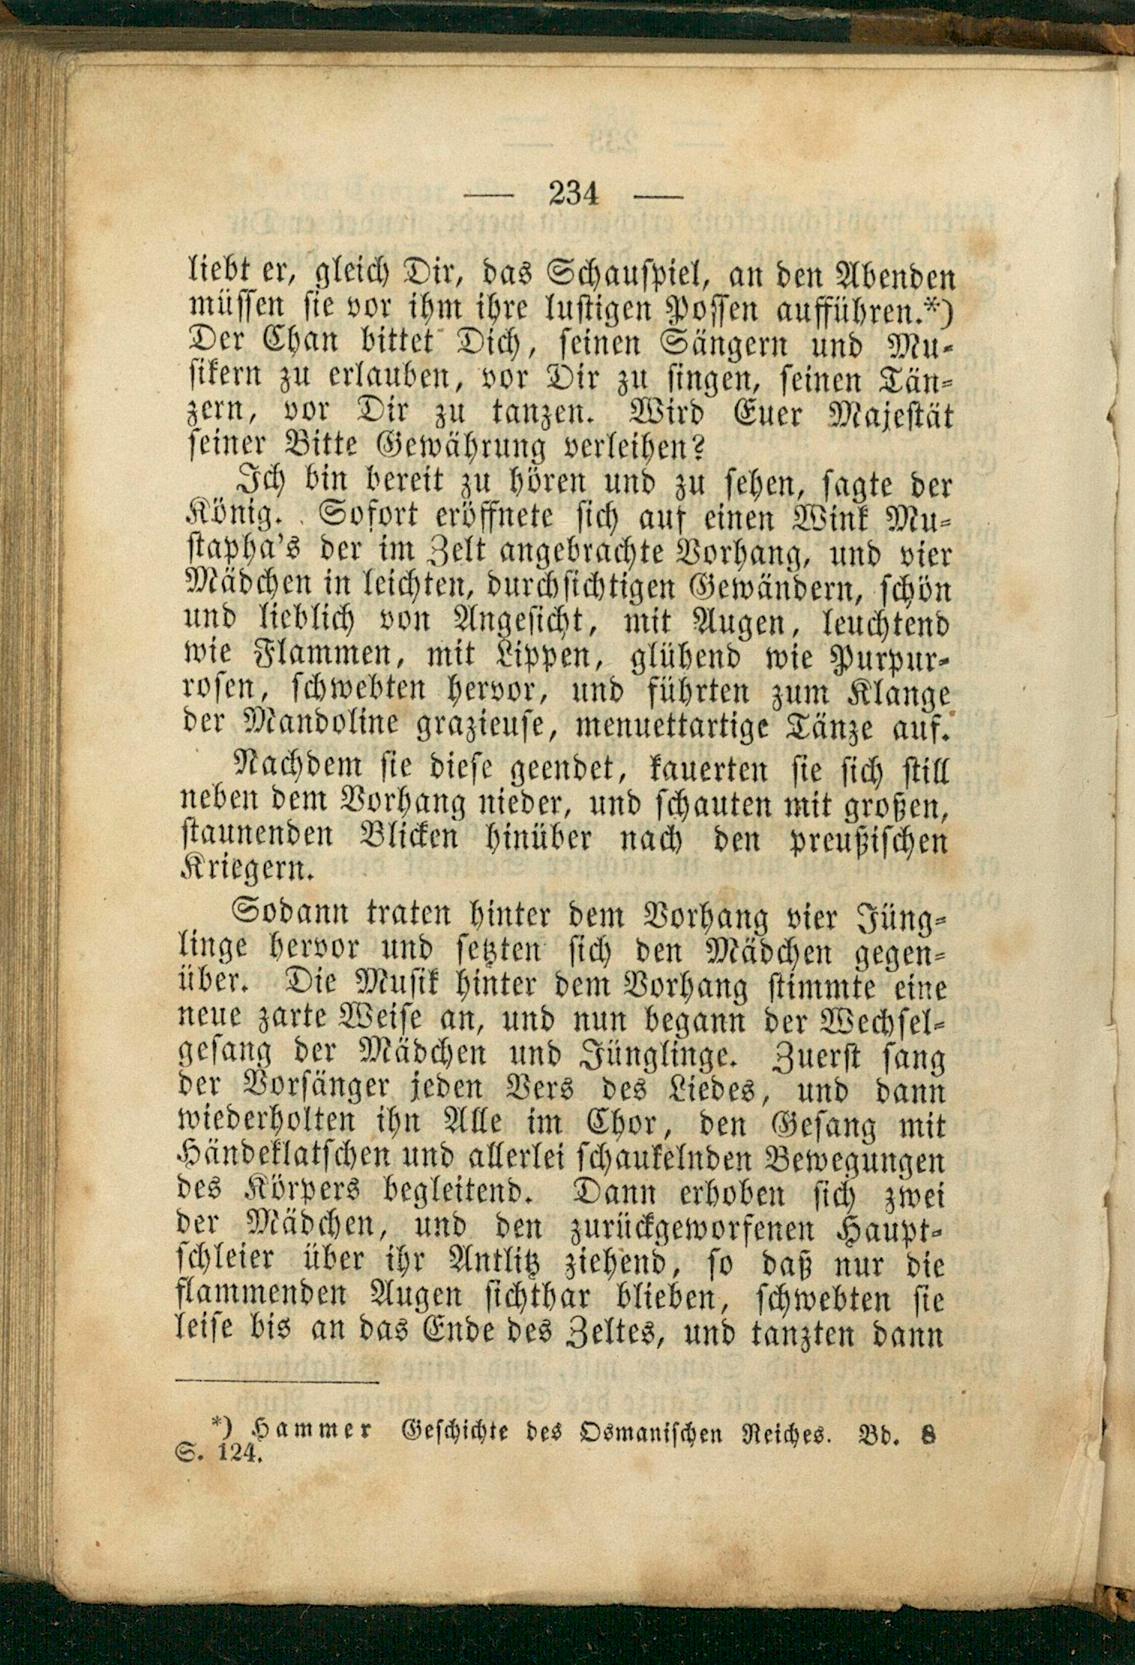 — 234 —
liebt er, gleich Dir, das Schauspiel, an den Abenden
müssen sie vor ihm ihre lustigen Possen aufführen.*)
Der Chan bittet Dich, seinen Sängern und Mu-
sikern zu erlauben, vor Dir zu singen, seinen Tän-
zern, vor Dir zu tanzen. Wird Euer Majestät
seiner Bitte Gewährung verleihen?
Ich bin bereit zu hören und zu sehen, sagte der
König. Sofort eröffnete sich auf einen Wink Mu-
stapha's der im Zelt angebrachte Vorhang, und vier
Mädchen in leichten, durchsichtigen Gewändern, schön
und lieblich von Angesicht, mit Augen, leuchtend
wie Flammen, mit Lippen, glühend wie Purpur-
rosen, schwebten hervor, und führten zum Klange
der Mandoline grazieuse, menuettartige Tänze auf.
Nachdem sie diese geendet, kauerten sie sich still
neben dem Vorhang nieder, und schauten mit großen,
staunenden Blicken hinüber nach den preußischen
Kriegern.
Sodann traten hinter dem Vorhang vier Jüng-
linge hervor und setzten sich den Mädchen gegen-
über. Die Musik hinter dem Vorhang stimmte eine
neue zarte Weise an, und nun begann der Wechsel-
gesang der Mädchen und Jünglinge. Zuerst sang
der Vorsänger jeden Vers des Liedes, und dann
wiederholten ihn Alle im Chor, den Gesang mit
Händeklatschen und allerlei schaukelnden Bewegungen
des Körpers begleitend. Dann erhoben sich zwei
der Mädchen, und den zurückgeworfenen Haupt-
schleier über ihr Antlitz ziehend, so daß nur die
flammenden Augen sichtbar blieben, schwebten sie
leise bis an das Ende des Zeltes, und tanzten dann
*) Hammer Geschichte des Osmanischen Reiches. Bd. 8
S. 124.